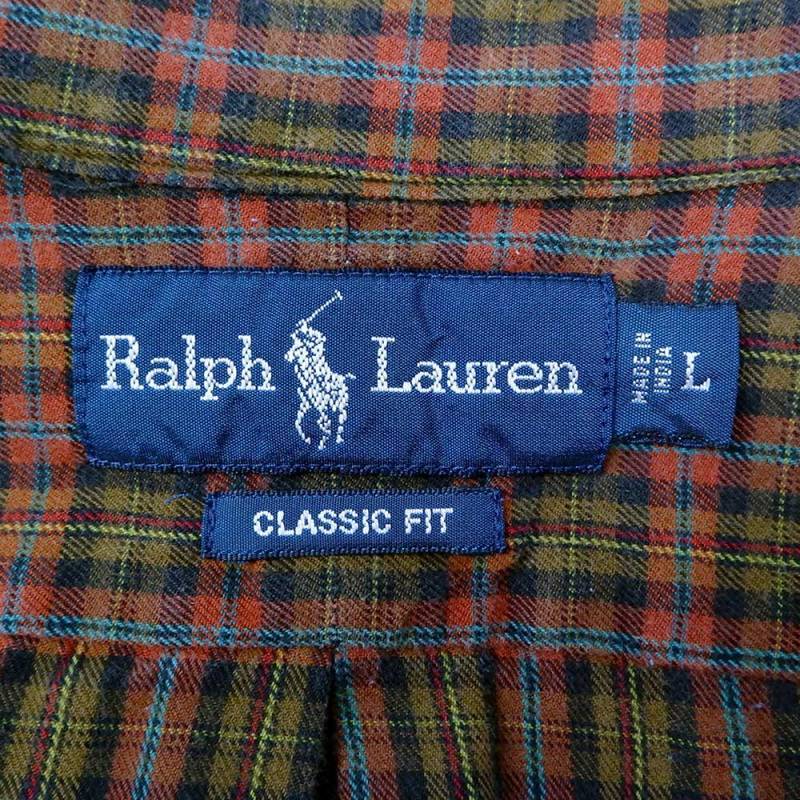 Ralph Lauren
MADE IN
INDIA
L
CLASSIC FIT